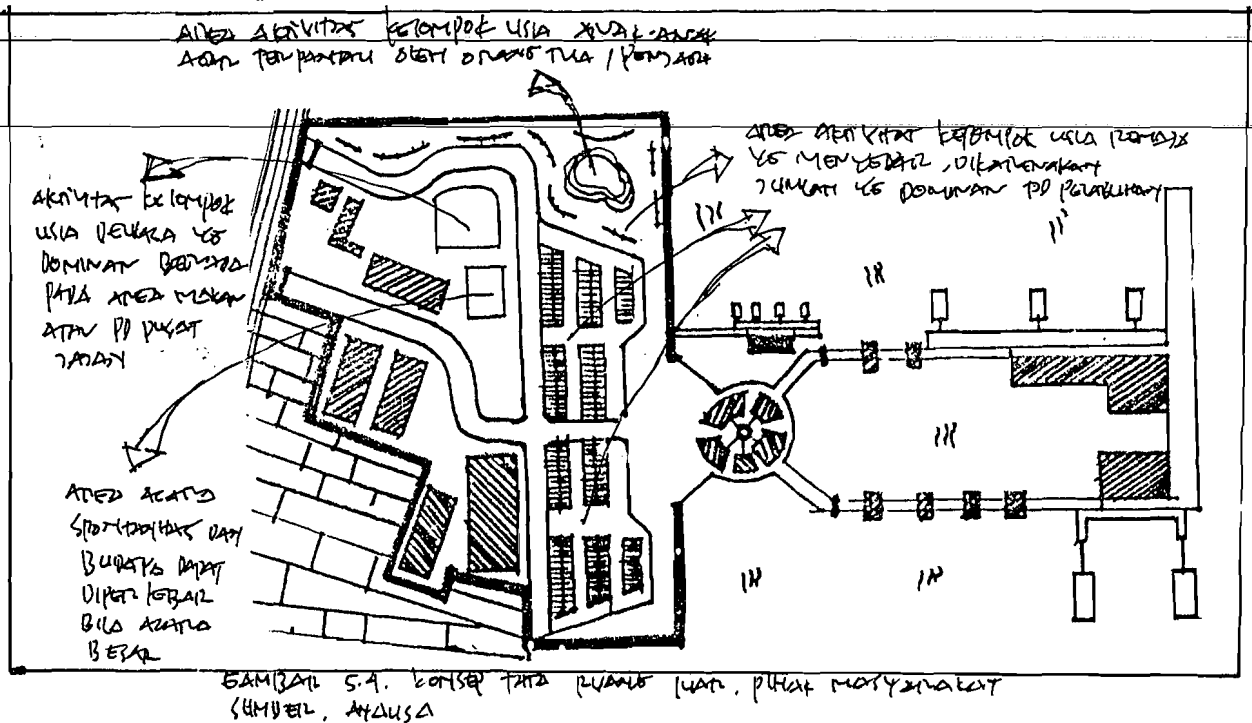 AREA AKTIVITAS KELOMPOK USIA ANAK-ANAK
AGAR TERPANTAU OLEH ORANG TUA / PENGASUH
AREA AKTIVITAS KELOMPOK USIA REMAJA
YG MENYEBAR, DIKARENAKAN
JUMLAH YG DOMINAN PD PELABUHAN
AKTIVITAS KELOMPOK
USIA DEWASA YG
DOMINAN BERADA
PADA AREA MAKAN
ATAU PD PUSAT
JAJAN
AREA ACARA
SPONTANITAS DAN
BUDAYA DAPAT
DIPERLEBAR
BILA ACARA
BESAR
GAMBAR 5.4. KONSEP TATA RUANG LUAR, PIHAK MASYARAKAT
SUMBER, ANALISA